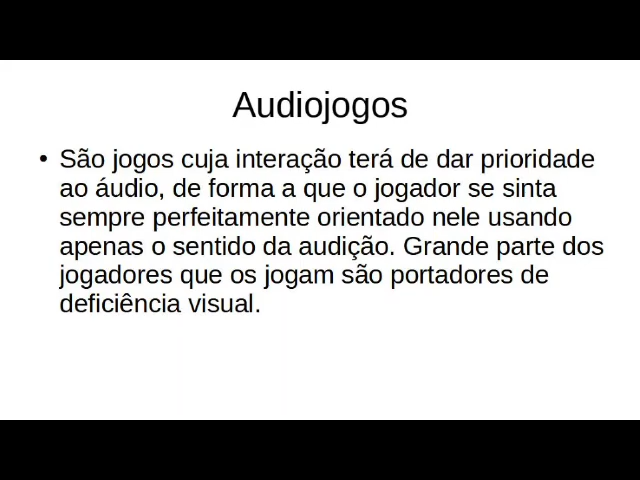 Audiojogos
• São jogos cuja interação terá de dar prioridade
ao áudio, de forma a que o jogador se sinta
sempre perfeitamente orientado nele usando
apenas o sentido da audição. Grande parte dos
jogadores que os jogam são portadores de
deficiência visual.